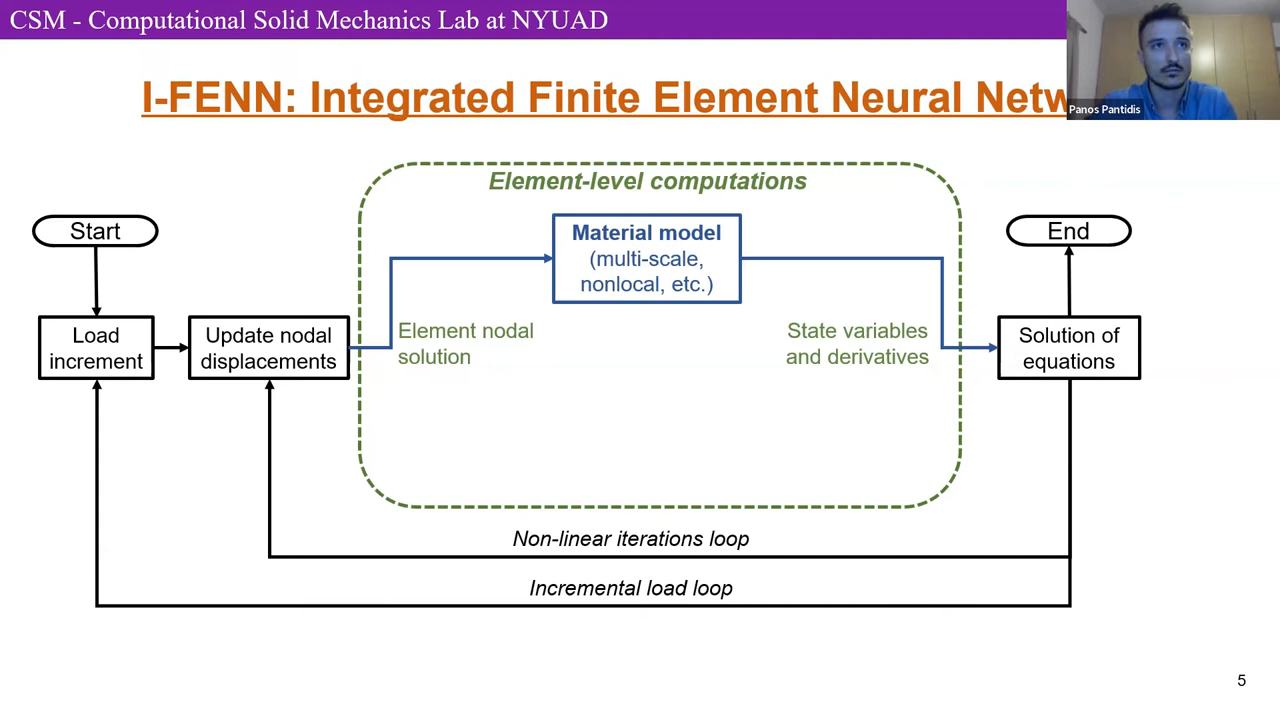 CSM - Computational Solid Mechanics Lab at NYUAD
Panos Pantidis
I-FENN: Integrated Finite Element Neural Netw
Element-level computations
Start
Material model
(multi-scale,
nonlocal, etc.)
End
Load
increment
Update nodal
displacements
Element nodal
solution
State variables
and derivatives
Solution of
equations
Non-linear iterations loop
Incremental load loop
5